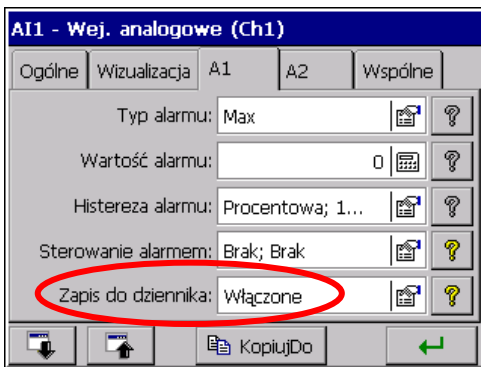 AI1 - Wej. analogowe (Ch1)
Ogólne Wizualizacja A1 A2 Wspólne
Typ alarmu: Max ?
Wartość alarmu: 0 ?
Histereza alarmu: Procentowa; 1... ?
Sterowanie alarmem: Brak; Brak ?
Zapis do dziennika: Włączone ?
KopiujDo